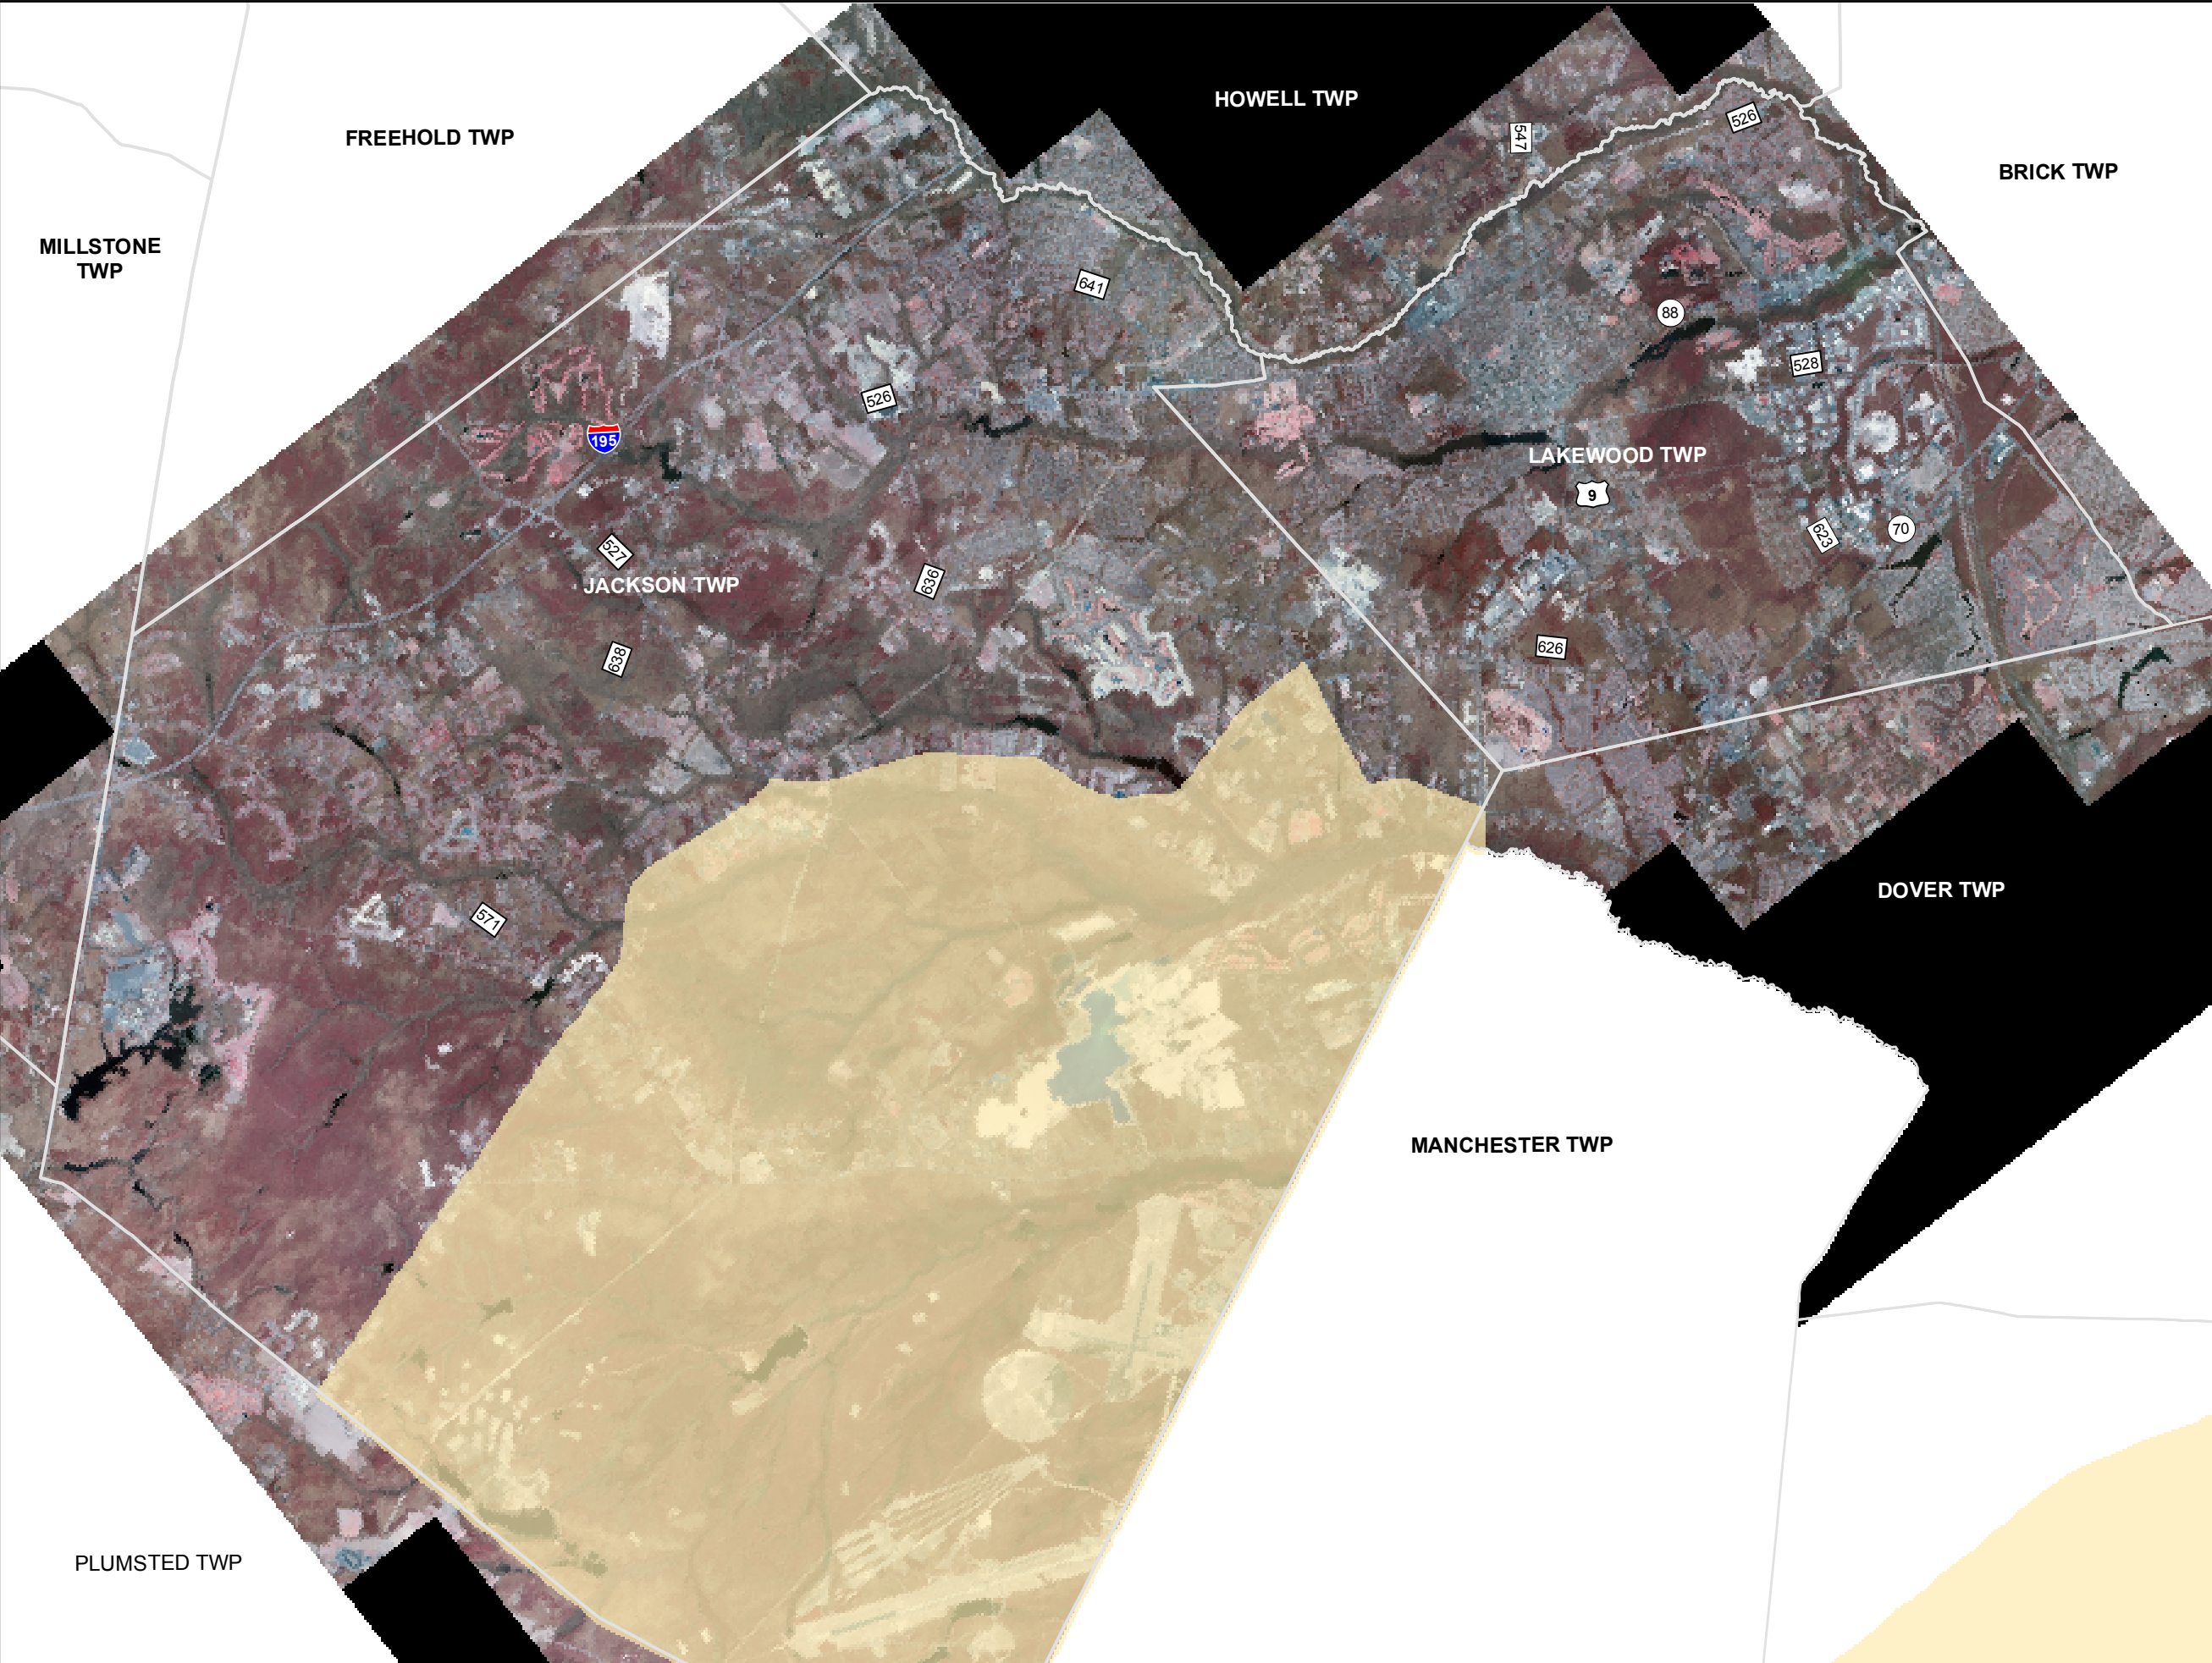 HOWELL TWP
526
547
FREEHOLD TWP
BRICK TWP
MILLSTONE
TWP
641
88
528
526
195
LAKEWOOD TWP
9
623
70
527
636
JACKSON TWP
626
638
DOVER TWP
571
MANCHESTER TWP
PLUMSTED TWP